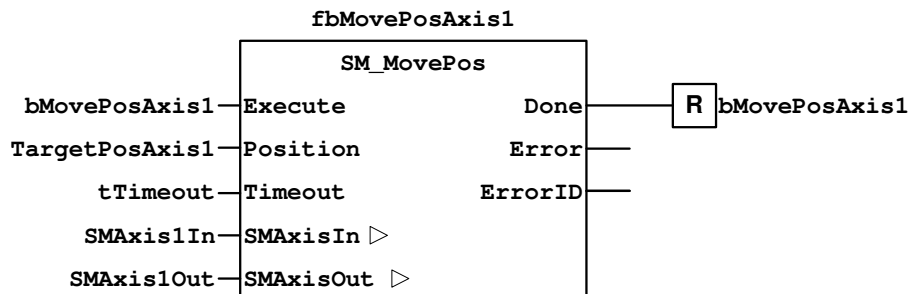 fbMovePosAxis1
SM_MovePos
bMovePosAxis1 Execute Done R bMovePosAxis1
TargetPosAxis1 Position Error
tTimeout Timeout ErrorID
SMAxis1In SMAxisIn ▷
SMAxis1Out SMAxisOut ▷